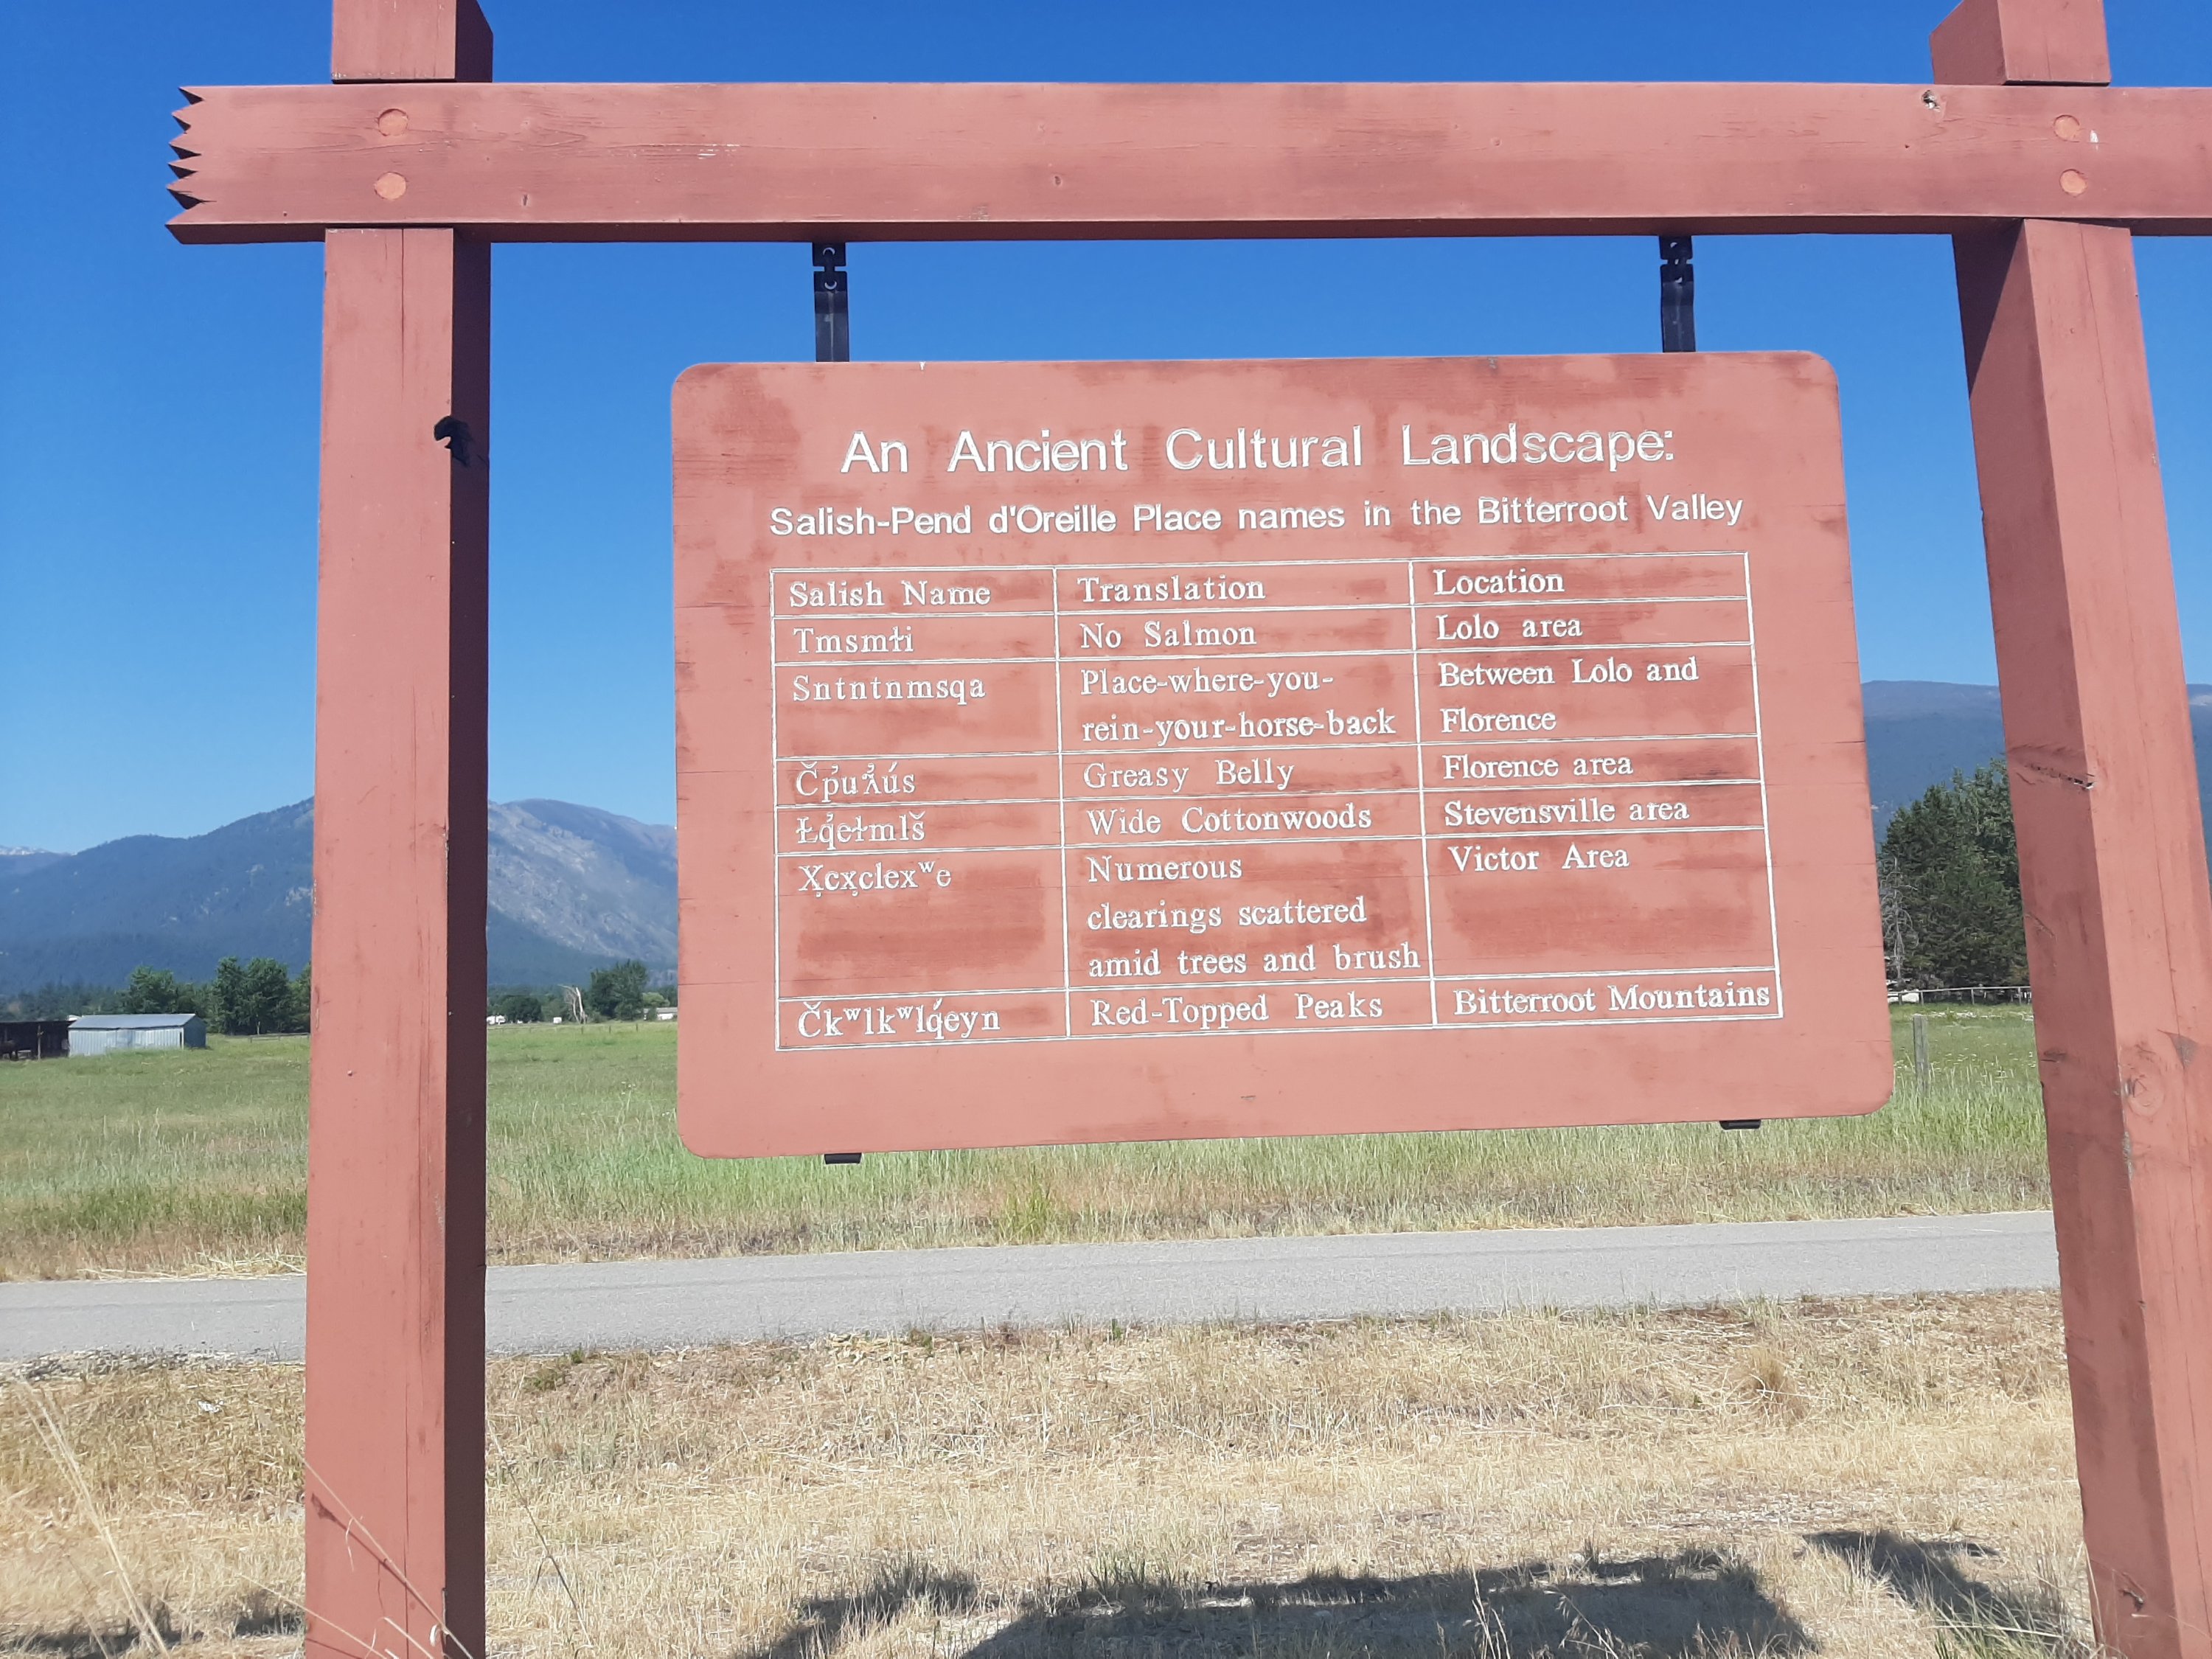 An Ancient Cultural Landscape:
Salish-Pend d'Oreille Place names in the Bitterroot Valley
Salish Name Translation Location
Tmsmɫi No Salmon Lolo area
Sntntnmsqa Place-where-you- Between Lolo and
rein-your-horse-back Florence
Čp̓uƛ̓ús Greasy Belly Florence area
Ɫq̓eɫmlš Wide Cottonwoods Stevensville area
X̣cx̣clexʷe Numerous Victor Area
clearings scattered
amid trees and brush
Čkʷlkʷlq̓eyn Red-Topped Peaks Bitterroot Mountains